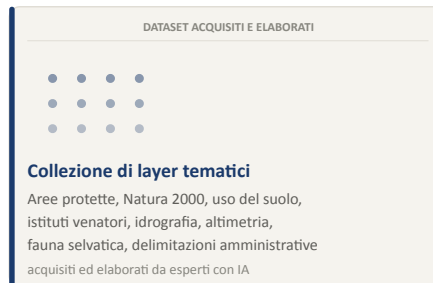 DATASET ACQUISITI E ELABORATI
Collezione di layer tematici
Aree protette, Natura 2000, uso del suolo,
istituti venatori, idrografia, altimetria,
fauna selvatica, delimitazioni amministrative
acquisiti ed elaborati da esperti con IA